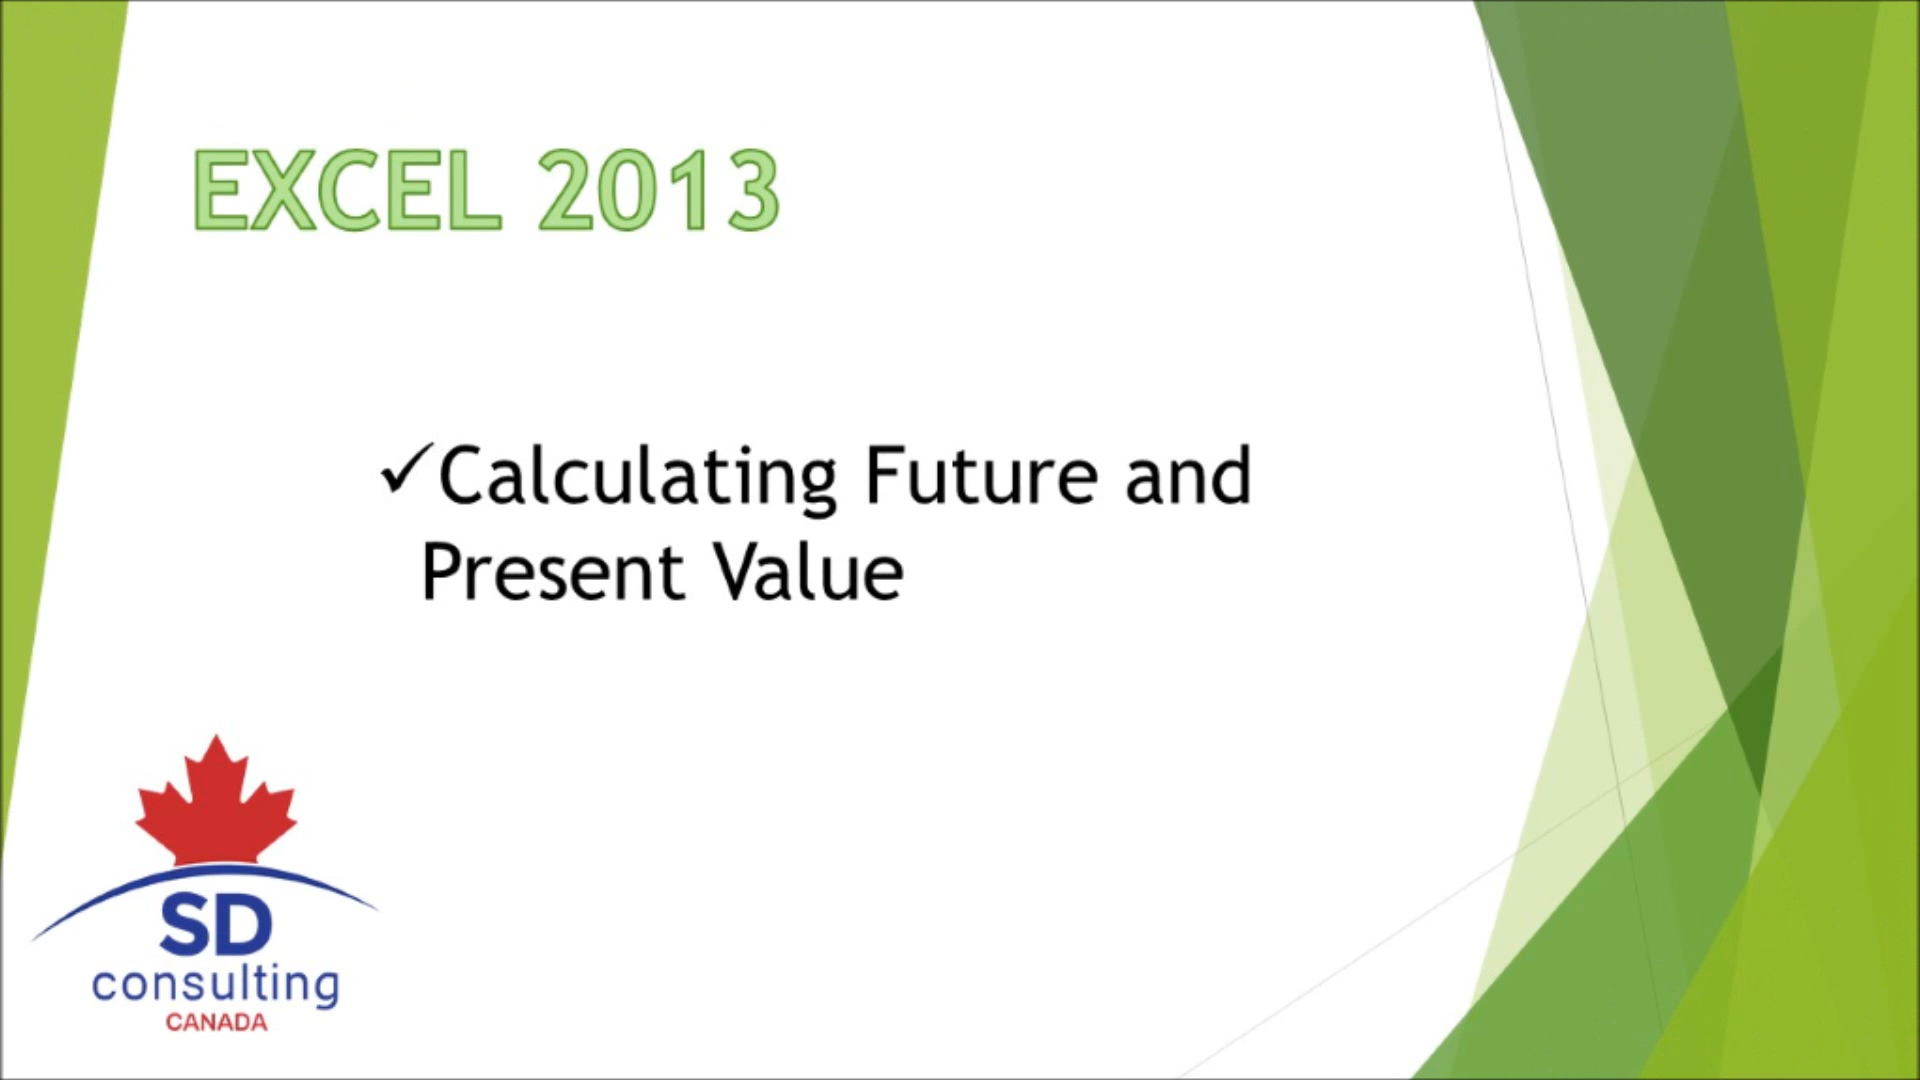 EXCEL 2013
✓Calculating Future and
Present Value
SD
consulting
CANADA